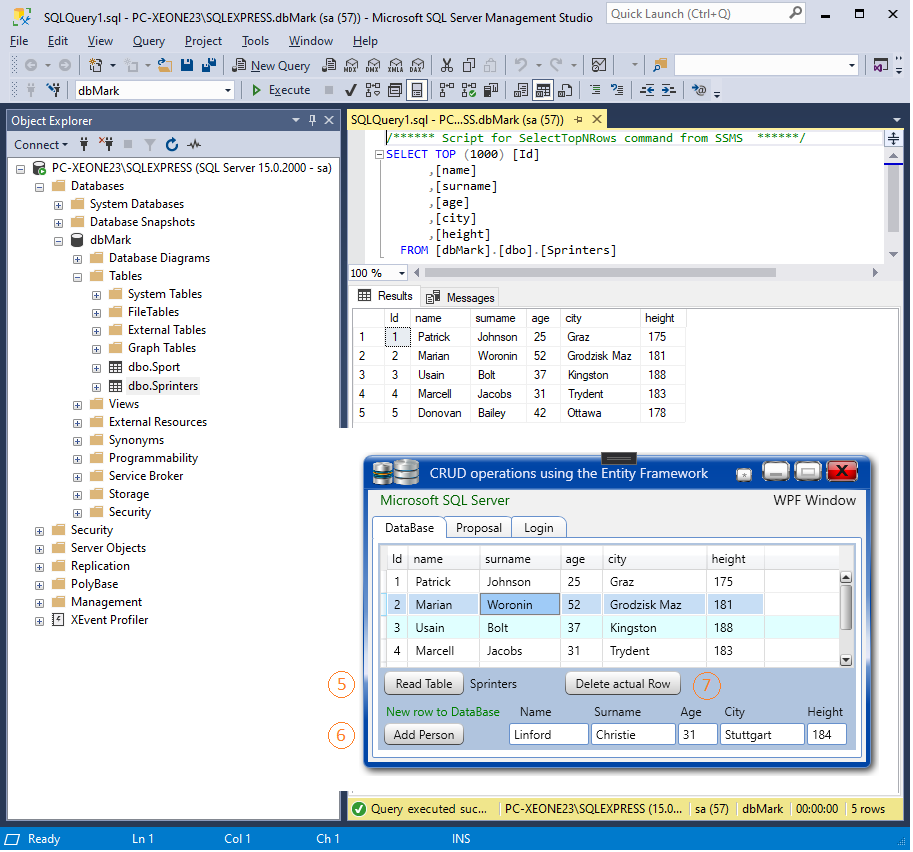 SQLQuery1.sql - PC-XEONE23\SQLEXPRESS.dbMark (sa (57)) - Microsoft SQL Server Management Studio
Quick Launch (Ctrl+Q)
File Edit View Query Project Tools Window Help
New Query MDX DMX XMLA DAX
dbMark Execute
Object Explorer
Connect
PC-XEONE23\SQLEXPRESS (SQL Server 15.0.2000 - sa)
Databases
System Databases
Database Snapshots
dbMark
Database Diagrams
Tables
System Tables
FileTables
External Tables
Graph Tables
dbo.Sport
dbo.Sprinters
Views
External Resources
Synonyms
Programmability
Service Broker
Storage
Security
Security
Server Objects
Replication
PolyBase
Management
XEvent Profiler
SQLQuery1.sql - PC...SS.dbMark (sa (57))
/****** Script for SelectTopNRows command from SSMS  ******/
SELECT TOP (1000) [Id]
,[name]
,[surname]
,[age]
,[city]
,[height]
FROM [dbMark].[dbo].[Sprinters]
100 %
Results Messages
Id name surname age city height
1 1 Patrick Johnson 25 Graz 175
2 2 Marian Woronin 52 Grodzisk Maz 181
3 3 Usain Bolt 37 Kingston 188
4 4 Marcell Jacobs 31 Trydent 183
5 5 Donovan Bailey 42 Ottawa 178
CRUD operations using the Entity Framework
Microsoft SQL Server WPF Window
DataBase Proposal Login
Id name surname age city height
1 Patrick Johnson 25 Graz 175
2 Marian Woronin 52 Grodzisk Maz 181
3 Usain Bolt 37 Kingston 188
4 Marcell Jacobs 31 Trydent 183
5 Read Table Sprinters Delete actual Row 7
New row to DataBase Name Surname Age City Height
6 Add Person Linford Christie 31 Stuttgart 184
Query executed suc... PC-XEONE23\SQLEXPRESS (15.0... sa (57) dbMark 00:00:00 5 rows
Ready Ln 1 Col 1 Ch 1 INS